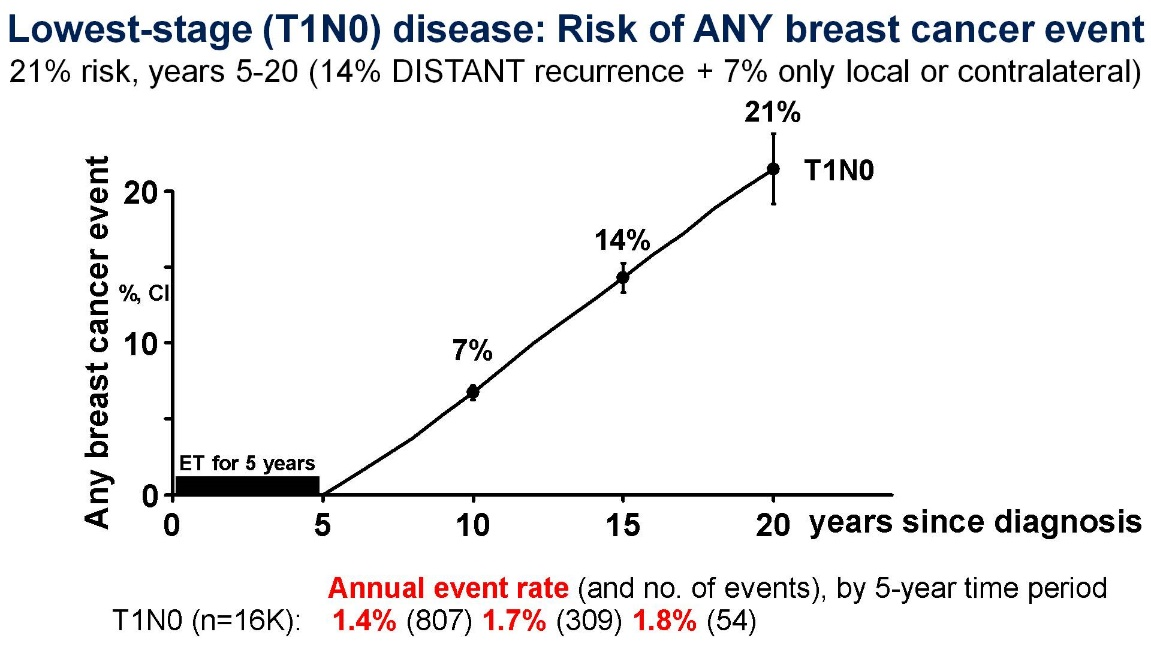 Lowest-stage (T1N0) disease: Risk of ANY breast cancer event
21% risk, years 5-20 (14% DISTANT recurrence + 7% only local or contralateral)
Any breast cancer event
%, CI
20
10
0
21%
T1N0
14%
7%
ET for 5 years
0 5 10 15 20 years since diagnosis
Annual event rate (and no. of events), by 5-year time period
T1N0 (n=16K): 1.4% (807) 1.7% (309) 1.8% (54)